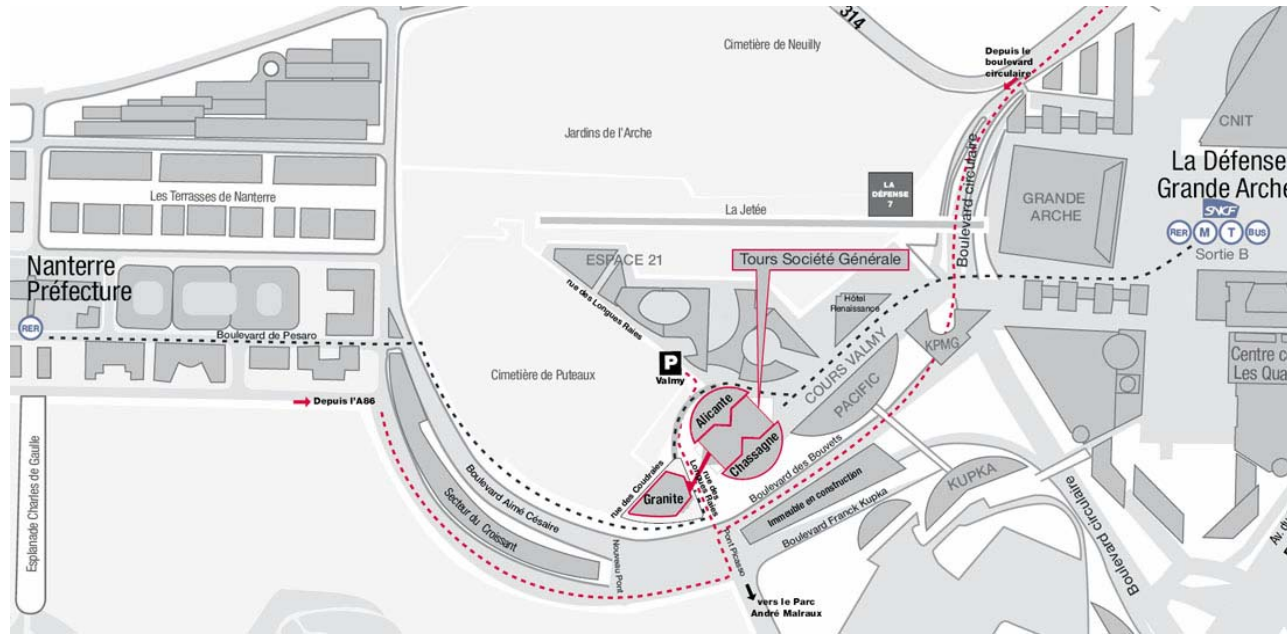 314
Cimetière de Neuilly
Depuis le
boulevard
circulaire
CNIT
Jardins de l'Arche
La Défense
Grande Arche
SNCF
RER M T BUS
Sortie B
Boulevard circulaire
GRANDE
ARCHE
LA
DÉFENSE
7
Les Terrasses de Nanterre
La Jetée
ESPACE 21
Tours Société Générale
Nanterre
Préfecture
RER
rue des Longues Raies
Hôtel
Renaissance
Boulevard de Pesaro
KPMG
COURS VALMY
PACIFIC
Centre c
Les Qua
P
Valmy
Cimetière de Puteaux
Depuis l'A86
Alicante
Chassagne
Boulevard des Bouvets
Esplanade Charles de Gaulle
Boulevard Aimé Césaire
Secteur du Croissant
rue des Coudraies
Granite
rue des
Longues Raies
Immeuble en construction
KUPKA
Boulevard Franck Kupka
Boulevard circulaire
Av. d
Nouveau Pont
Pont Picasso
vers le Parc
André Malraux